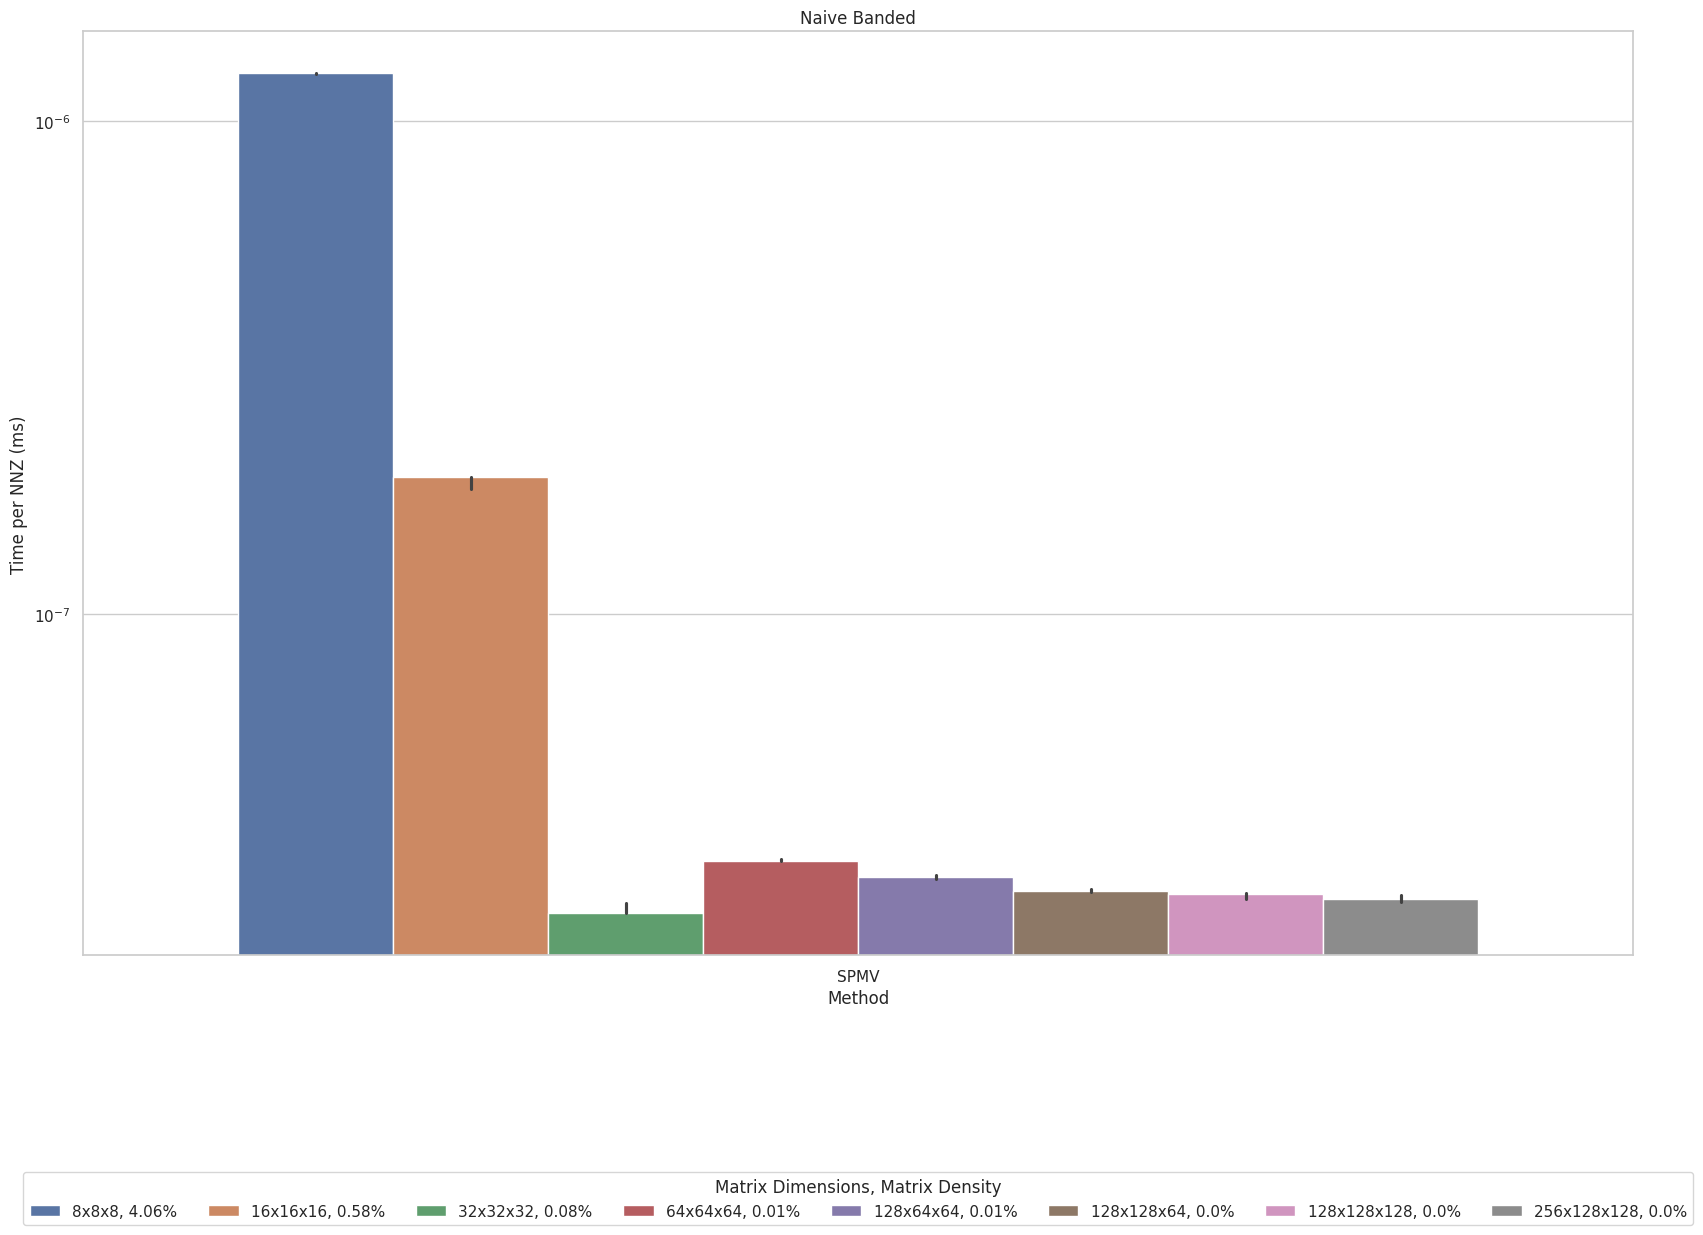 Naive Banded
Time per NNZ (ms)
10⁻⁶
10⁻⁷
SPMV
Method
Matrix Dimensions, Matrix Density
8x8x8, 4.06% 16x16x16, 0.58% 32x32x32, 0.08% 64x64x64, 0.01% 128x64x64, 0.01% 128x128x64, 0.0% 128x128x128, 0.0% 256x128x128, 0.0%